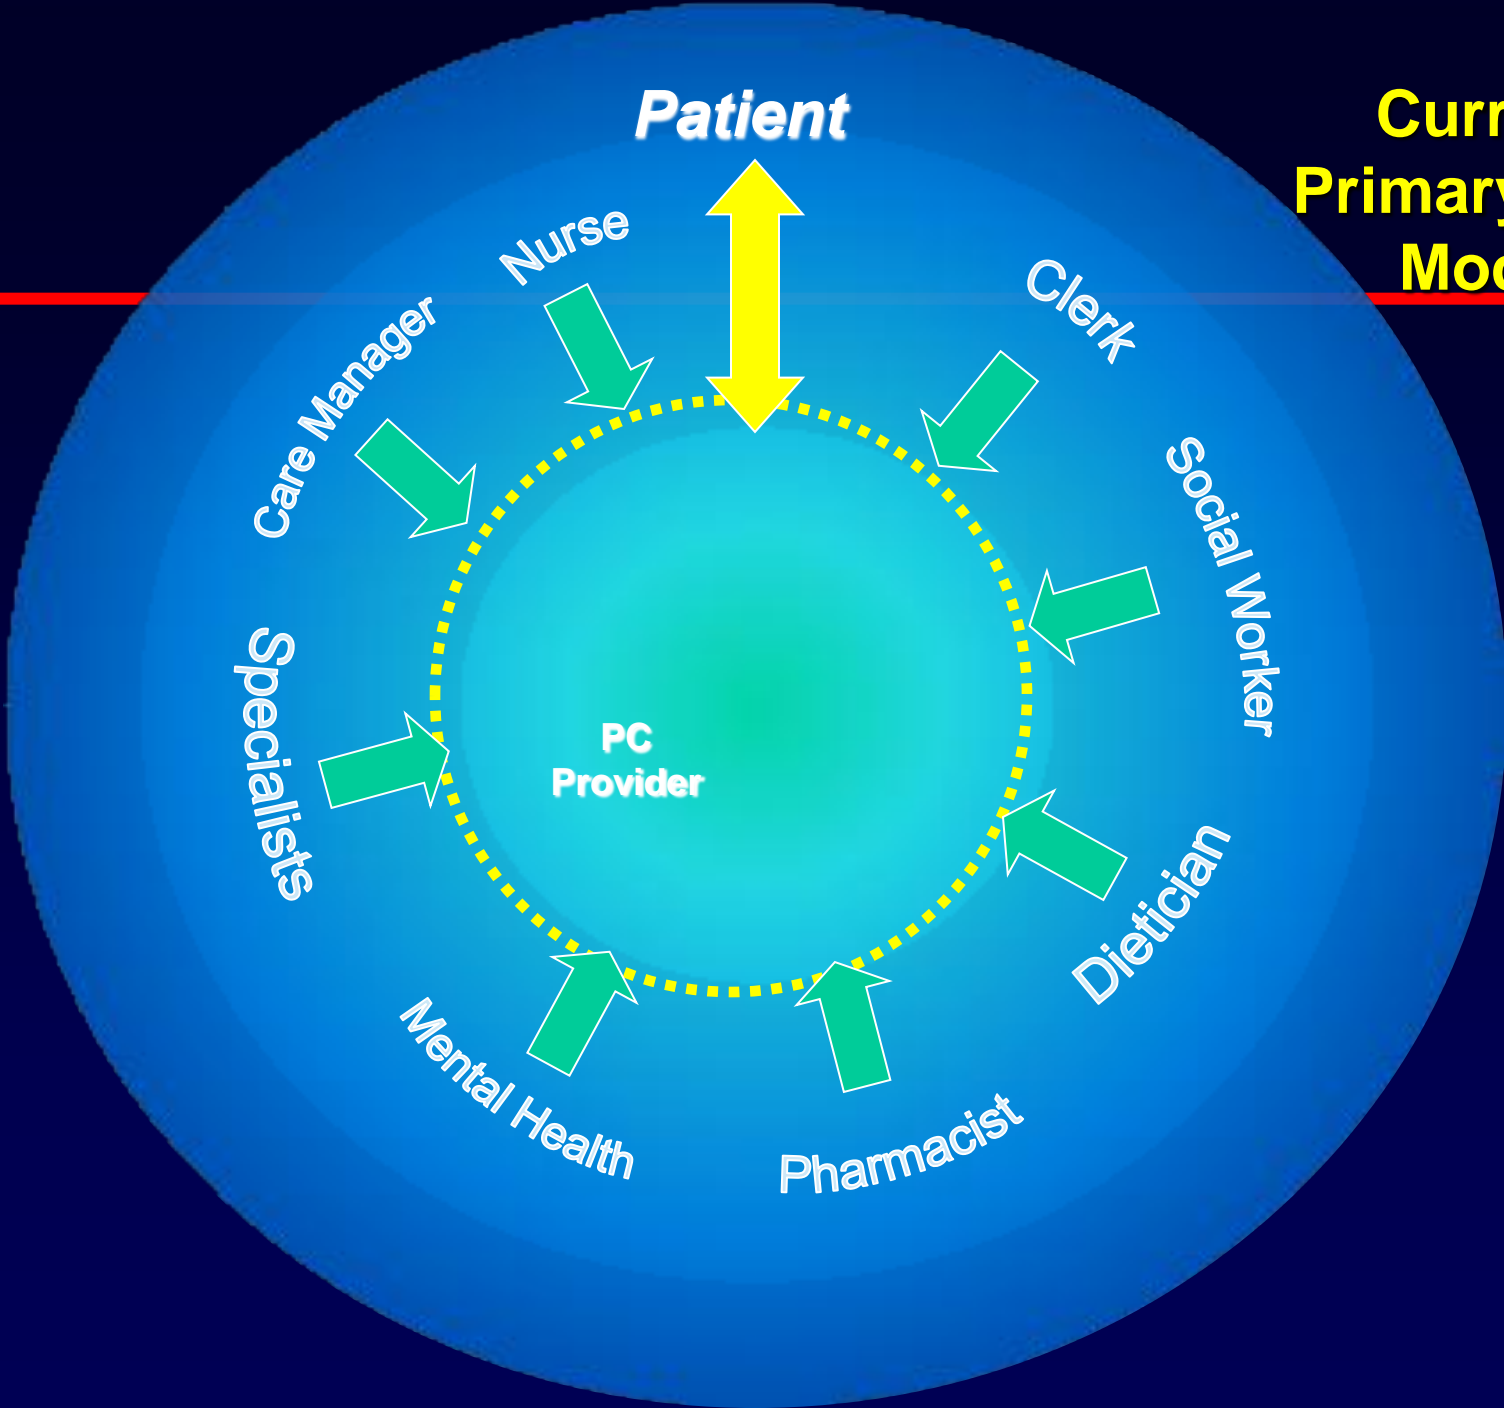 Patient
Curr
Primary
Mod
Nurse
Clerk
Care Manager
Social Worker
Specialists
PC
Provider
Dietician
Mental Health
Pharmacist